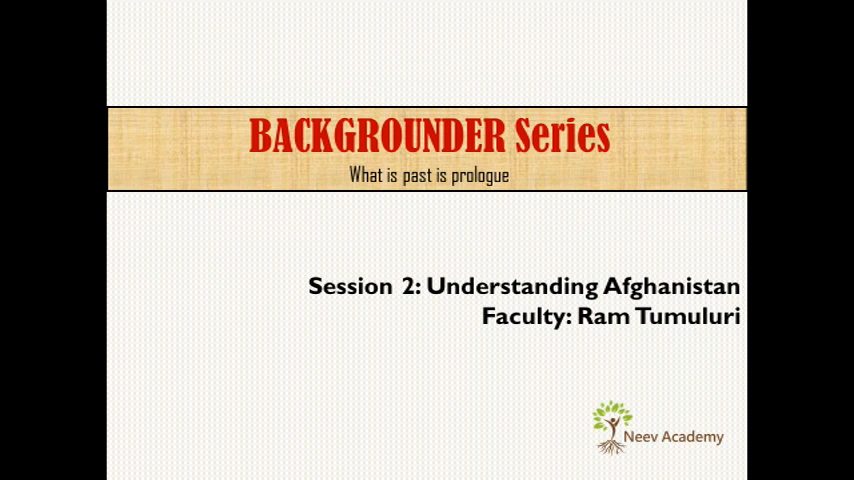 BACKGROUNDER Series
What is past is prologue
Session 2: Understanding Afghanistan
Faculty: Ram Tumuluri
Neev Academy